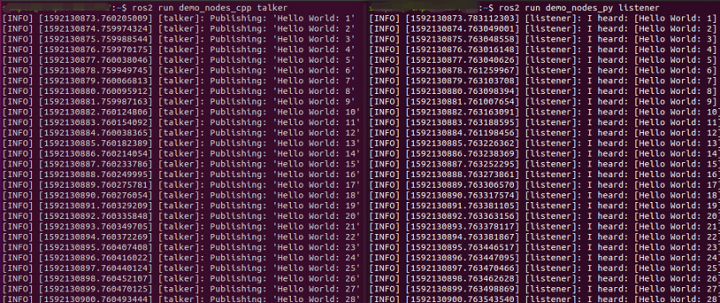 :~$ ros2 run demo_nodes_cpp talker
[INFO] [1592130873.760205009] [talker]: Publishing: 'Hello World: 1'
[INFO] [1592130874.759974324] [talker]: Publishing: 'Hello World: 2'
[INFO] [1592130875.759988544] [talker]: Publishing: 'Hello World: 3'
[INFO] [1592130876.759970175] [talker]: Publishing: 'Hello World: 4'
[INFO] [1592130877.760038046] [talker]: Publishing: 'Hello World: 5'
[INFO] [1592130878.759949745] [talker]: Publishing: 'Hello World: 6'
[INFO] [1592130879.760066813] [talker]: Publishing: 'Hello World: 7'
[INFO] [1592130880.760095912] [talker]: Publishing: 'Hello World: 8'
[INFO] [1592130881.759987163] [talker]: Publishing: 'Hello World: 9'
[INFO] [1592130882.760124806] [talker]: Publishing: 'Hello World: 10'
[INFO] [1592130883.760154092] [talker]: Publishing: 'Hello World: 11'
[INFO] [1592130884.760038365] [talker]: Publishing: 'Hello World: 12'
[INFO] [1592130885.760182389] [talker]: Publishing: 'Hello World: 13'
[INFO] [1592130886.760214054] [talker]: Publishing: 'Hello World: 14'
[INFO] [1592130887.760233786] [talker]: Publishing: 'Hello World: 15'
[INFO] [1592130888.760249995] [talker]: Publishing: 'Hello World: 16'
[INFO] [1592130889.760275781] [talker]: Publishing: 'Hello World: 17'
[INFO] [1592130890.760276054] [talker]: Publishing: 'Hello World: 18'
[INFO] [1592130891.760329209] [talker]: Publishing: 'Hello World: 19'
[INFO] [1592130892.760335848] [talker]: Publishing: 'Hello World: 20'
[INFO] [1592130893.760349705] [talker]: Publishing: 'Hello World: 21'
[INFO] [1592130894.760372269] [talker]: Publishing: 'Hello World: 22'
[INFO] [1592130895.760407408] [talker]: Publishing: 'Hello World: 23'
[INFO] [1592130896.760416022] [talker]: Publishing: 'Hello World: 24'
[INFO] [1592130897.760440124] [talker]: Publishing: 'Hello World: 25'
[INFO] [1592130898.760452107] [talker]: Publishing: 'Hello World: 26'
[INFO] [1592130899.760470125] [talker]: Publishing: 'Hello World: 27'
[INFO] [1592130900.760493444] [talker]: Publishing: 'Hello World: 28'
:~$ ros2 run demo_nodes_py listener
[INFO] [1592130873.783112303] [listener]: I heard: [Hello World: 1]
[INFO] [1592130874.763049001] [listener]: I heard: [Hello World: 2]
[INFO] [1592130875.763048558] [listener]: I heard: [Hello World: 3]
[INFO] [1592130876.763016148] [listener]: I heard: [Hello World: 4]
[INFO] [1592130877.763040626] [listener]: I heard: [Hello World: 5]
[INFO] [1592130878.761259967] [listener]: I heard: [Hello World: 6]
[INFO] [1592130879.763103708] [listener]: I heard: [Hello World: 7]
[INFO] [1592130880.763098394] [listener]: I heard: [Hello World: 8]
[INFO] [1592130881.761007654] [listener]: I heard: [Hello World: 9]
[INFO] [1592130882.763163091] [listener]: I heard: [Hello World: 10]
[INFO] [1592130883.763188595] [listener]: I heard: [Hello World: 11]
[INFO] [1592130884.761198456] [listener]: I heard: [Hello World: 12]
[INFO] [1592130885.763226362] [listener]: I heard: [Hello World: 13]
[INFO] [1592130886.763238369] [listener]: I heard: [Hello World: 14]
[INFO] [1592130887.763252295] [listener]: I heard: [Hello World: 15]
[INFO] [1592130888.763273861] [listener]: I heard: [Hello World: 16]
[INFO] [1592130889.763306570] [listener]: I heard: [Hello World: 17]
[INFO] [1592130890.763317574] [listener]: I heard: [Hello World: 18]
[INFO] [1592130891.763381105] [listener]: I heard: [Hello World: 19]
[INFO] [1592130892.763363156] [listener]: I heard: [Hello World: 20]
[INFO] [1592130893.763378117] [listener]: I heard: [Hello World: 21]
[INFO] [1592130894.763381867] [listener]: I heard: [Hello World: 22]
[INFO] [1592130895.763446517] [listener]: I heard: [Hello World: 23]
[INFO] [1592130896.763447095] [listener]: I heard: [Hello World: 24]
[INFO] [1592130897.763470466] [listener]: I heard: [Hello World: 25]
[INFO] [1592130898.763462628] [listener]: I heard: [Hello World: 26]
[INFO] [1592130899.763498869] [listener]: I heard: [Hello World: 27]
[INFO] [1592130900.763543540] [listener]: I heard: [Hello World: 28]